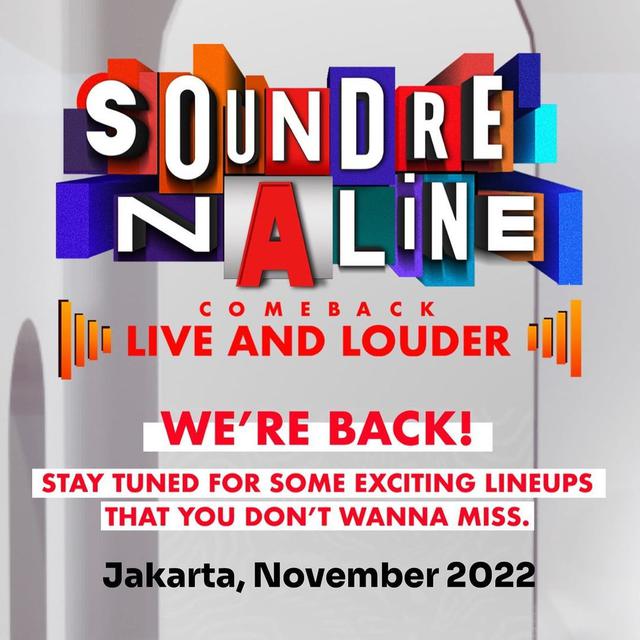 SOUNDRE
NALiNE
COMEBACK
LIVE AND LOUDER
WE'RE BACK!
STAY TUNED FOR SOME EXCITING LINEUPS
THAT YOU DON'T WANNA MISS.
Jakarta, November 2022